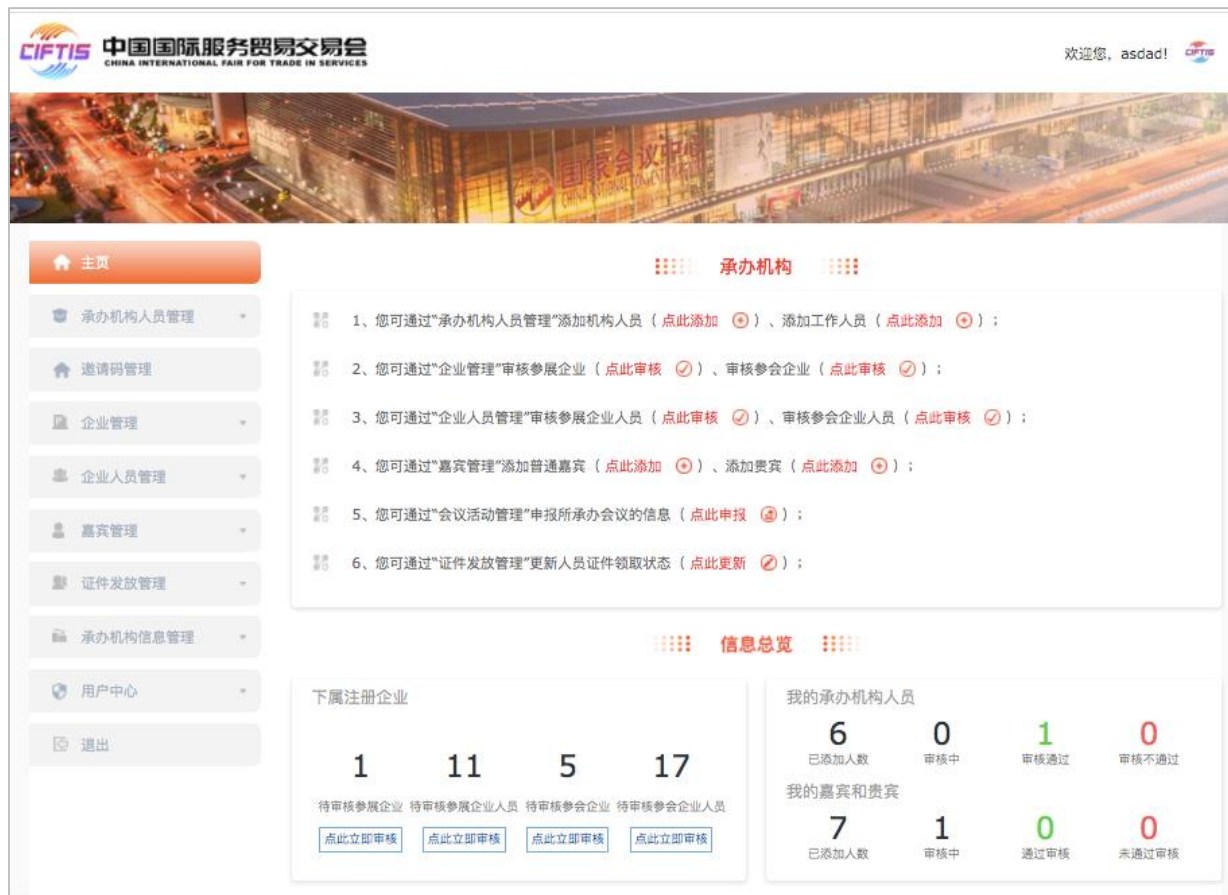 CIFTIS 中国国际服务贸易交易会
CHINA INTERNATIONAL FAIR FOR TRADE IN SERVICES
欢迎您，asdad! CIFTIS
国家会议中心
主页
承办机构人员管理
邀请码管理
企业管理
企业人员管理
嘉宾管理
证件发放管理
承办机构信息管理
用户中心
退出
承办机构
1、您可通过“承办机构人员管理”添加机构人员（点此添加）、添加工作人员（点此添加）；
2、您可通过“企业管理”审核参展企业（点此审核）、审核参会企业（点此审核）；
3、您可通过“企业人员管理”审核参展企业人员（点此审核）、审核参会企业人员（点此审核）；
4、您可通过“嘉宾管理”添加普通嘉宾（点此添加）、添加贵宾（点此添加）；
5、您可通过“会议活动管理”申报所承办会议的信息（点此申报）；
6、您可通过“证件发放管理”更新人员证件领取状态（点此更新）；
信息总览
下属注册企业
1 11 5 17
待审核参展企业 待审核参展企业人员 待审核参会企业 待审核参会企业人员
点此立即审核 点此立即审核 点此立即审核 点此立即审核
我的承办机构人员
6 0 1 0
已添加人数 审核中 审核通过 审核不通过
我的嘉宾和贵宾
7 1 0 0
已添加人数 审核中 通过审核 未通过审核